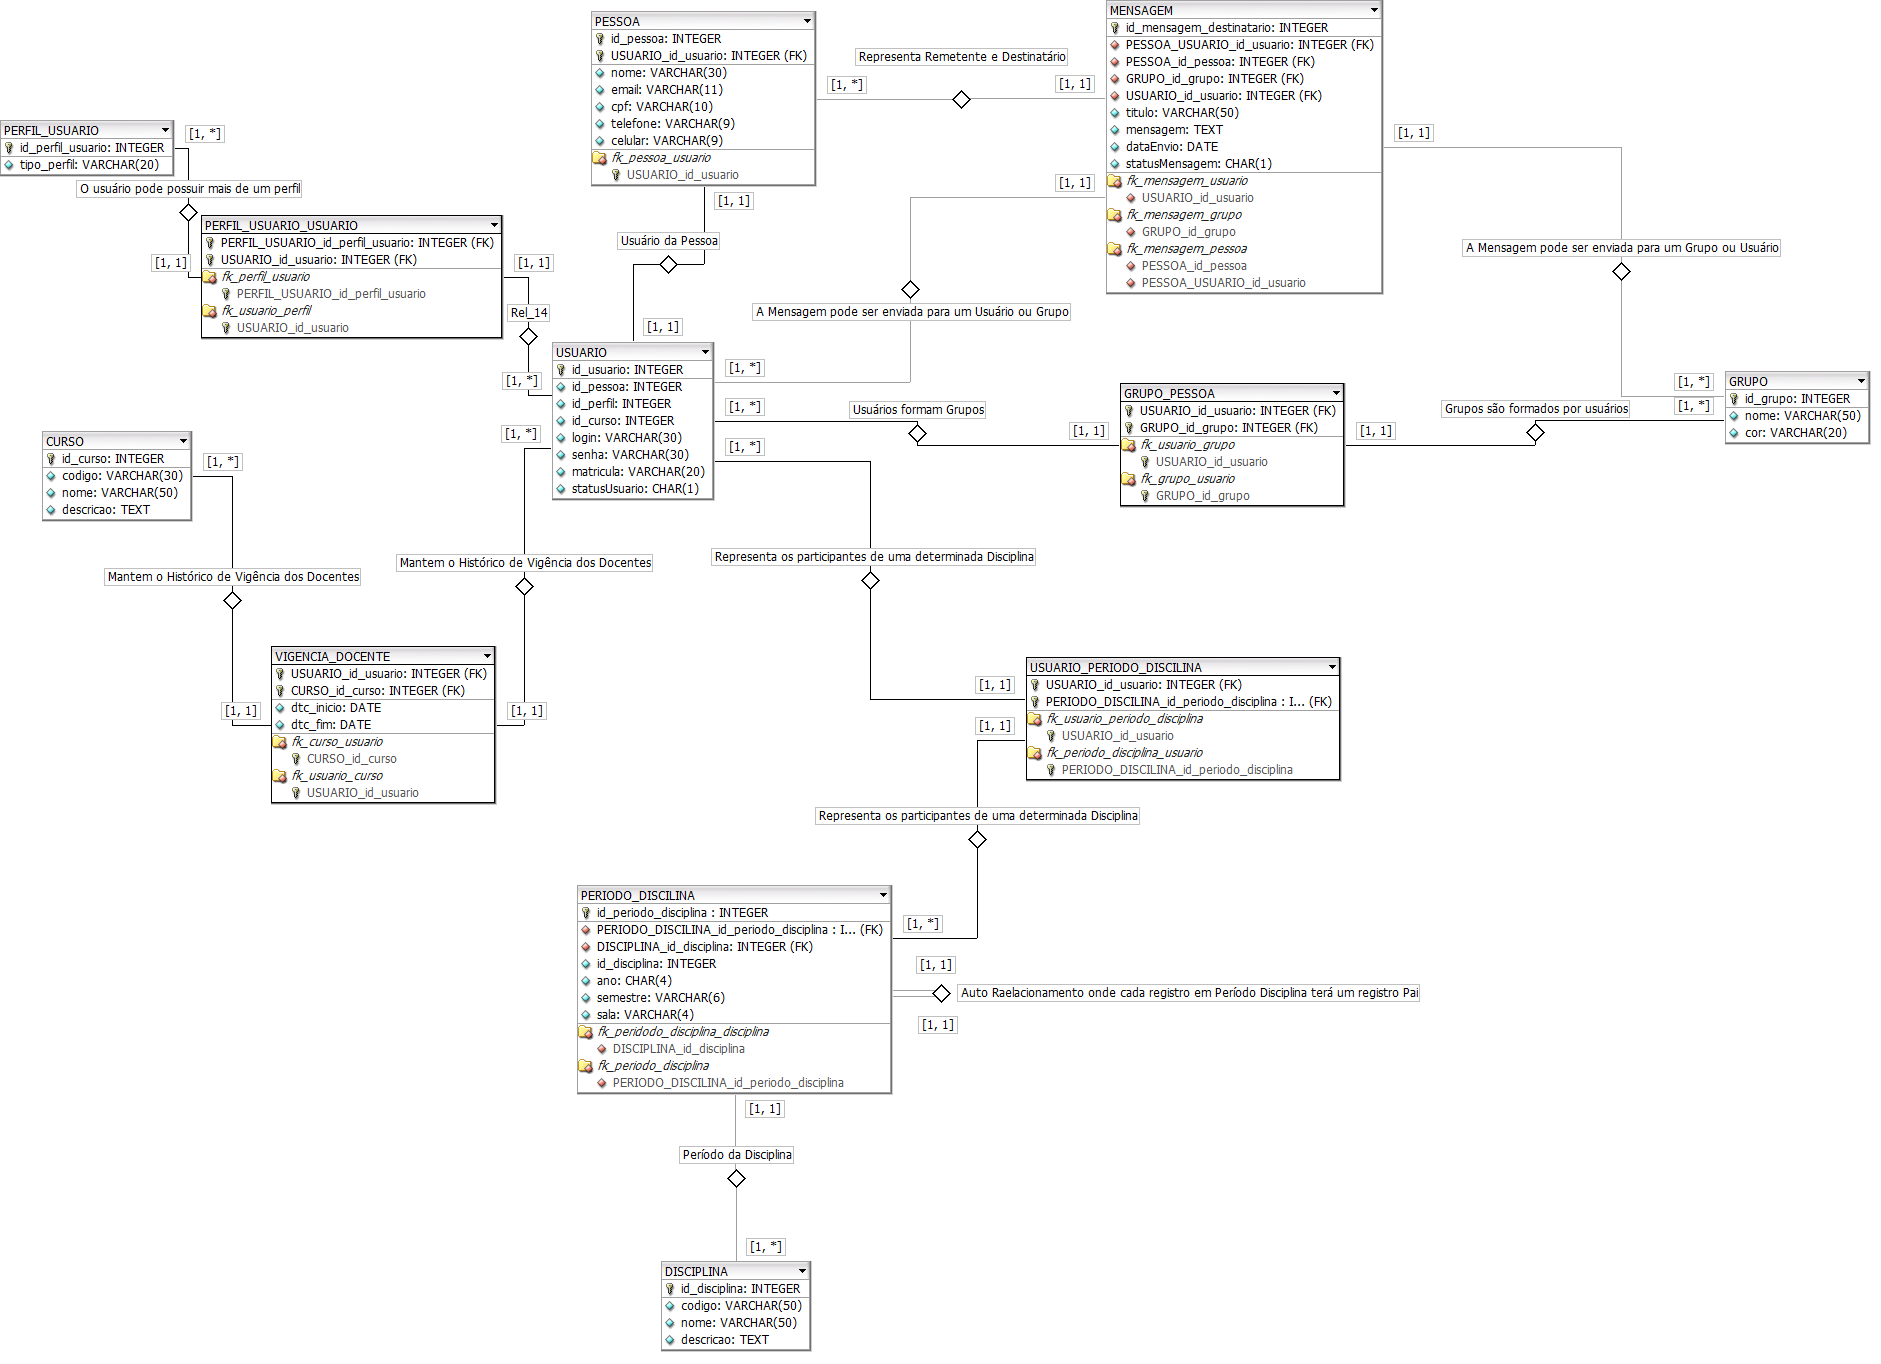 PESSOA
id_pessoa: INTEGER
USUARIO_id_usuario: INTEGER (FK)
nome: VARCHAR(30)
email: VARCHAR(11)
cpf: VARCHAR(10)
telefone: VARCHAR(9)
celular: VARCHAR(9)
fk_pessoa_usuario
USUARIO_id_usuario
[1, *]
Representa Remetente e Destinatário
[1, 1]
MENSAGEM
id_mensagem_destinatario: INTEGER
PESSOA_USUARIO_id_usuario: INTEGER (FK)
PESSOA_id_pessoa: INTEGER (FK)
GRUPO_id_grupo: INTEGER (FK)
USUARIO_id_usuario: INTEGER (FK)
titulo: VARCHAR(50)
mensagem: TEXT
dataEnvio: DATE
statusMensagem: CHAR(1)
fk_mensagem_usuario
USUARIO_id_usuario
fk_mensagem_grupo
GRUPO_id_grupo
fk_mensagem_pessoa
PESSOA_id_pessoa
PESSOA_USUARIO_id_usuario
[1, 1]
A Mensagem pode ser enviada para um Grupo ou Usuário
[1, *]
PERFIL_USUARIO
id_perfil_usuario: INTEGER
tipo_perfil: VARCHAR(20)
[1, *]
O usuário pode possuir mais de um perfil
[1, 1]
PERFIL_USUARIO_USUARIO
PERFIL_USUARIO_id_perfil_usuario: INTEGER (FK)
USUARIO_id_usuario: INTEGER (FK)
fk_perfil_usuario
PERFIL_USUARIO_id_perfil_usuario
fk_usuario_perfil
USUARIO_id_usuario
[1, 1]
Rel_14
[1, *]
[1, 1]
Usuário da Pessoa
[1, 1]
[1, 1]
A Mensagem pode ser enviada para um Usuário ou Grupo
[1, *]
USUARIO
id_usuario: INTEGER
id_pessoa: INTEGER
id_perfil: INTEGER
id_curso: INTEGER
login: VARCHAR(30)
senha: VARCHAR(30)
matricula: VARCHAR(20)
statusUsuario: CHAR(1)
[1, *]
Usuários formam Grupos
[1, 1]
GRUPO_PESSOA
USUARIO_id_usuario: INTEGER (FK)
GRUPO_id_grupo: INTEGER (FK)
fk_usuario_grupo
USUARIO_id_usuario
fk_grupo_usuario
GRUPO_id_grupo
[1, 1]
Grupos são formados por usuários
[1, *]
GRUPO
id_grupo: INTEGER
nome: VARCHAR(50)
cor: VARCHAR(20)
CURSO
id_curso: INTEGER
codigo: VARCHAR(30)
nome: VARCHAR(50)
descricao: TEXT
[1, *]
Mantem o Histórico de Vigência dos Docentes
[1, 1]
[1, *]
Mantem o Histórico de Vigência dos Docentes
[1, 1]
VIGENCIA_DOCENTE
USUARIO_id_usuario: INTEGER (FK)
CURSO_id_curso: INTEGER (FK)
dtc_inicio: DATE
dtc_fim: DATE
fk_curso_usuario
CURSO_id_curso
fk_usuario_curso
USUARIO_id_usuario
[1, *]
Representa os participantes de uma determinada Disciplina
[1, 1]
USUARIO_PERIODO_DISCILINA
USUARIO_id_usuario: INTEGER (FK)
PERIODO_DISCILINA_id_periodo_disciplina : I... (FK)
fk_usuario_periodo_disciplina
USUARIO_id_usuario
fk_periodo_disciplina_usuario
PERIODO_DISCILINA_id_periodo_disciplina
[1, 1]
Representa os participantes de uma determinada Disciplina
[1, *]
PERIODO_DISCILINA
id_periodo_disciplina : INTEGER
PERIODO_DISCILINA_id_periodo_disciplina : I... (FK)
DISCIPLINA_id_disciplina: INTEGER (FK)
id_disciplina: INTEGER
ano: CHAR(4)
semestre: VARCHAR(6)
sala: VARCHAR(4)
fk_peridodo_disciplina_disciplina
DISCIPLINA_id_disciplina
fk_periodo_disciplina
PERIODO_DISCILINA_id_periodo_disciplina
[1, 1]
Auto Raelacionamento onde cada registro em Período Disciplina terá um registro Pai
[1, 1]
[1, 1]
Período da Disciplina
[1, *]
DISCIPLINA
id_disciplina: INTEGER
codigo: VARCHAR(50)
nome: VARCHAR(50)
descricao: TEXT